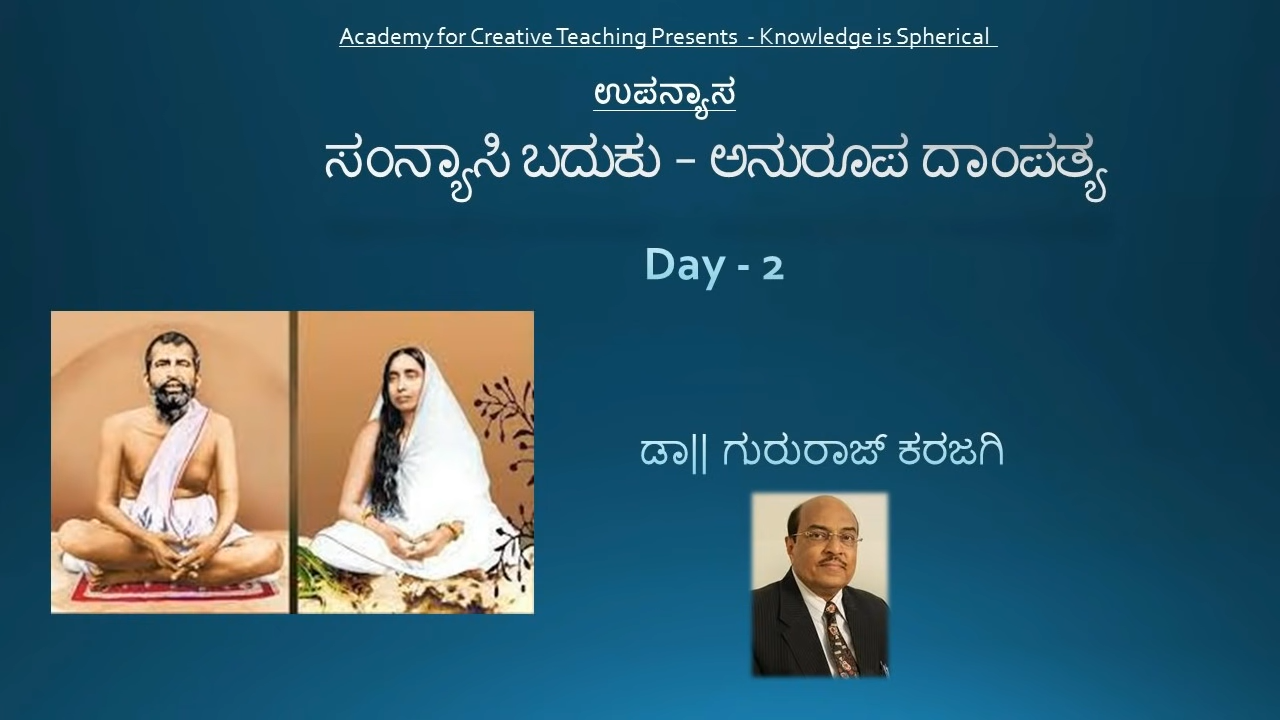 Academy for Creative Teaching Presents - Knowledge is Spherical
ಉಪನ್ಯಾಸ
ಸಂನ್ಯಾಸಿ ಬದುಕು – ಅನುರೂಪ ದಾಂಪತ್ಯ
Day - 2
ಡಾ|| ಗುರುರಾಜ್ ಕರಜಗಿ